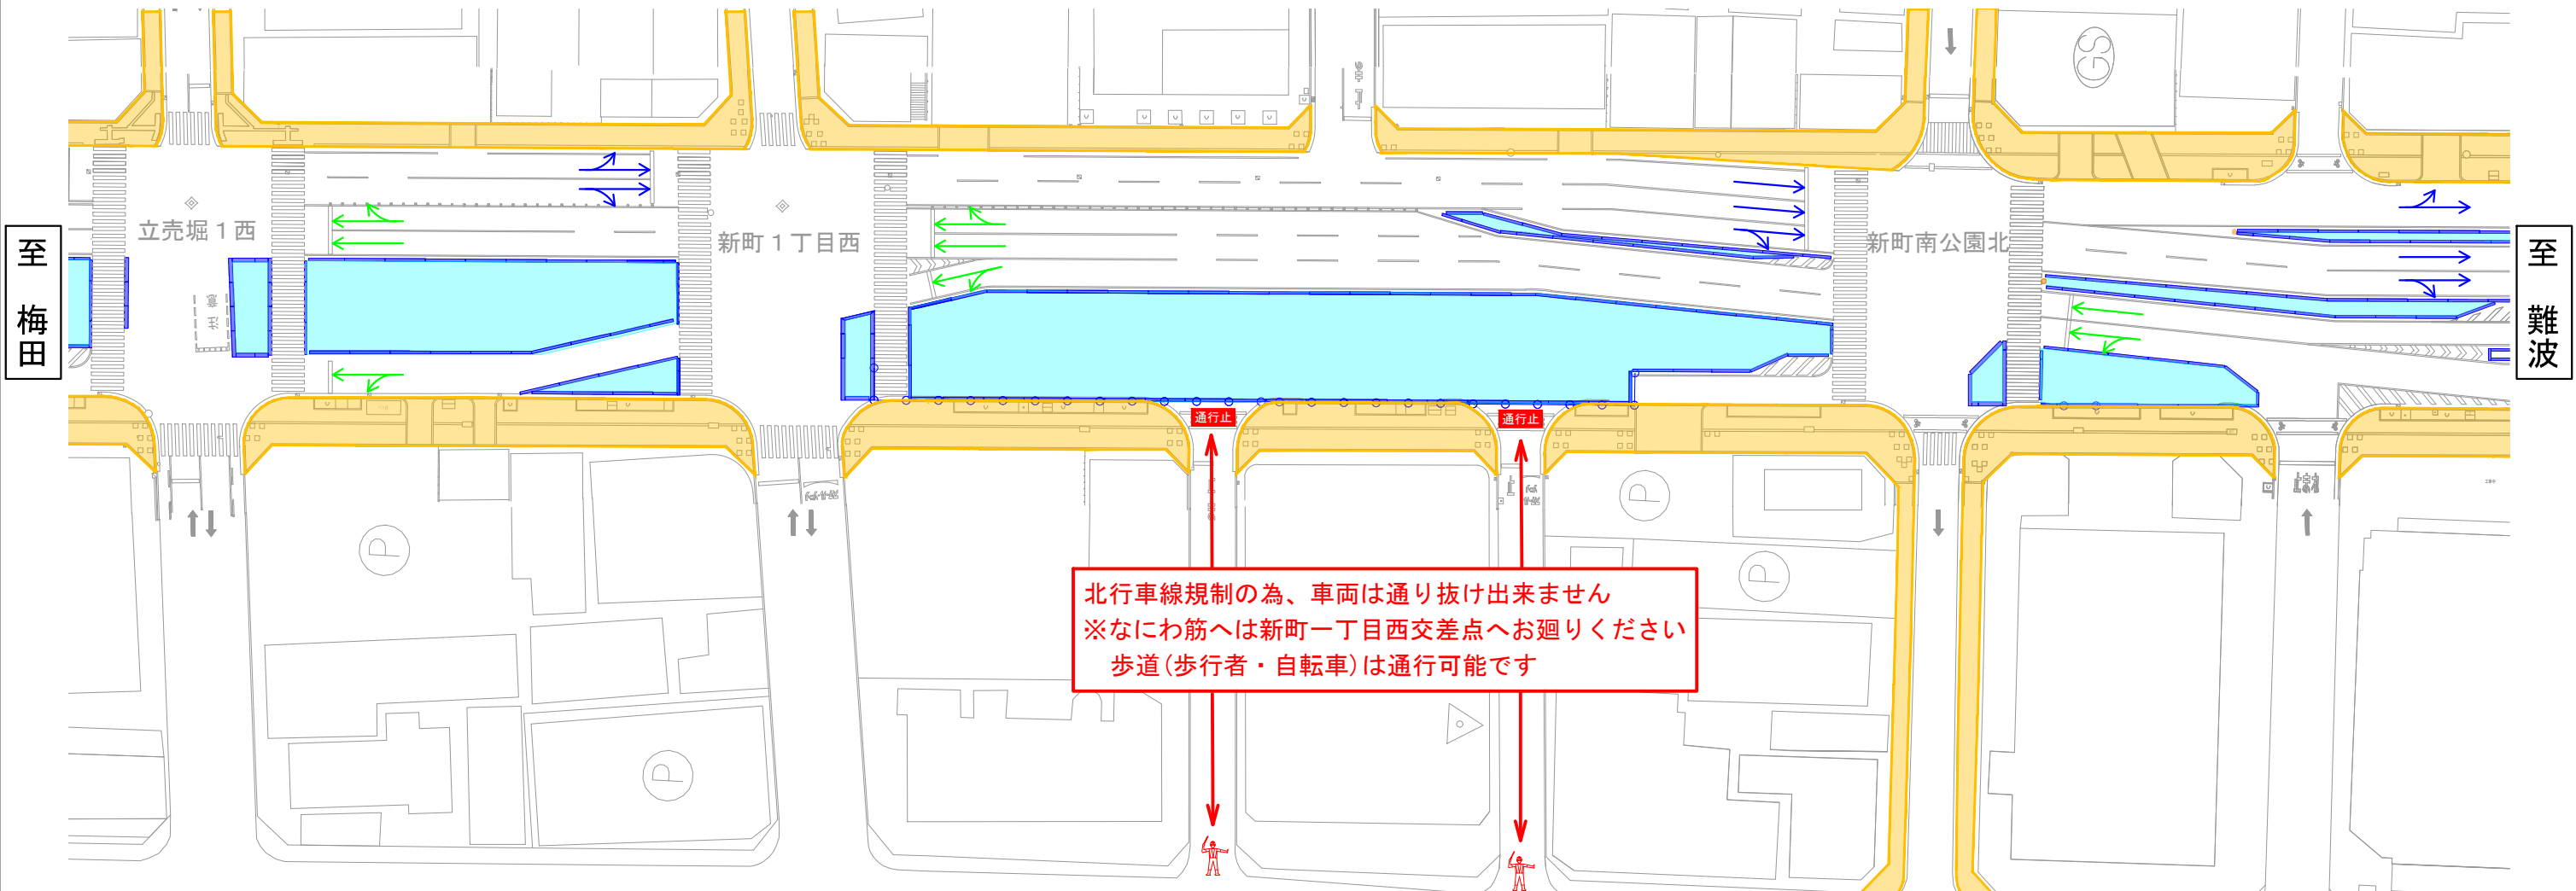 GS
立売堀１西
新町１丁目西
新町南公園北
至 梅田
至 難波
通行止
通行止
P
P
P
P
北行車線規制の為、車両は通り抜け出来ません
※なにわ筋へは新町一丁目西交差点へお廻りください
歩道(歩行者・自転車)は通行可能です